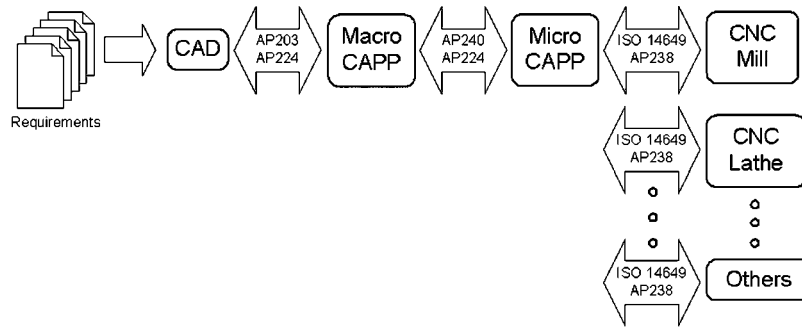 Requirements
CAD
AP203
AP224
Macro
CAPP
AP240
AP224
Micro
CAPP
ISO 14649
AP238
CNC
Mill
ISO 14649
AP238
CNC
Lathe
ISO 14649
AP238
Others